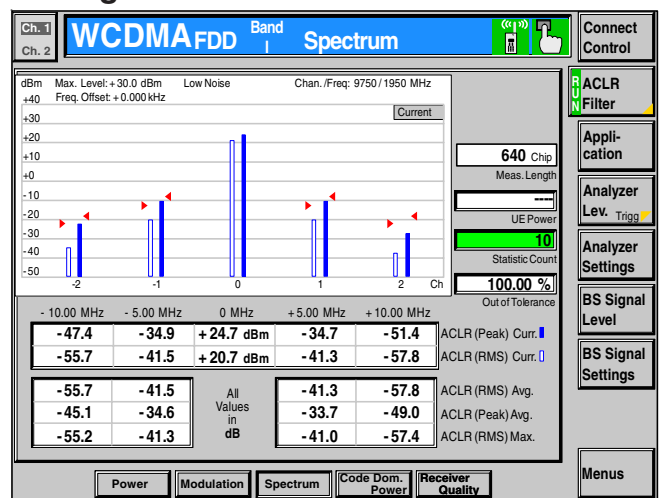 Ch. 1
Ch. 2
WCDMA FDD Band I Spectrum
Connect Control
dBm Max. Level: + 30.0 dBm Low Noise Chan. /Freq: 9750 / 1950 MHz
+40 Freq. Offset: + 0.000 kHz
Current
+30
+20
+10
+0
- 10
- 20
- 30
- 40
- 50
-2 -1 0 1 2 Ch
640 Chip
Meas. Length
----
UE Power
10
Statistic Count
100.00 %
Out of Tolerance
RUN
ACLR Filter
Appli-
cation
Analyzer
Lev. Trigg
Analyzer
Settings
BS Signal
Level
BS Signal
Settings
Menus
- 10.00 MHz - 5.00 MHz 0 MHz + 5.00 MHz + 10.00 MHz
- 47.4 - 34.9 + 24.7 dBm - 34.7 - 51.4 ACLR (Peak) Curr.
- 55.7 - 41.5 + 20.7 dBm - 41.3 - 57.8 ACLR (RMS) Curr.
All
Values
in
dB
- 55.7 - 41.5 - 41.3 - 57.8 ACLR (RMS) Avg.
- 45.1 - 34.6 - 33.7 - 49.0 ACLR (Peak) Avg.
- 55.2 - 41.3 - 41.0 - 57.4 ACLR (RMS) Max.
Power
Modulation
Spectrum
Code Dom.
Power
Receiver
Quality